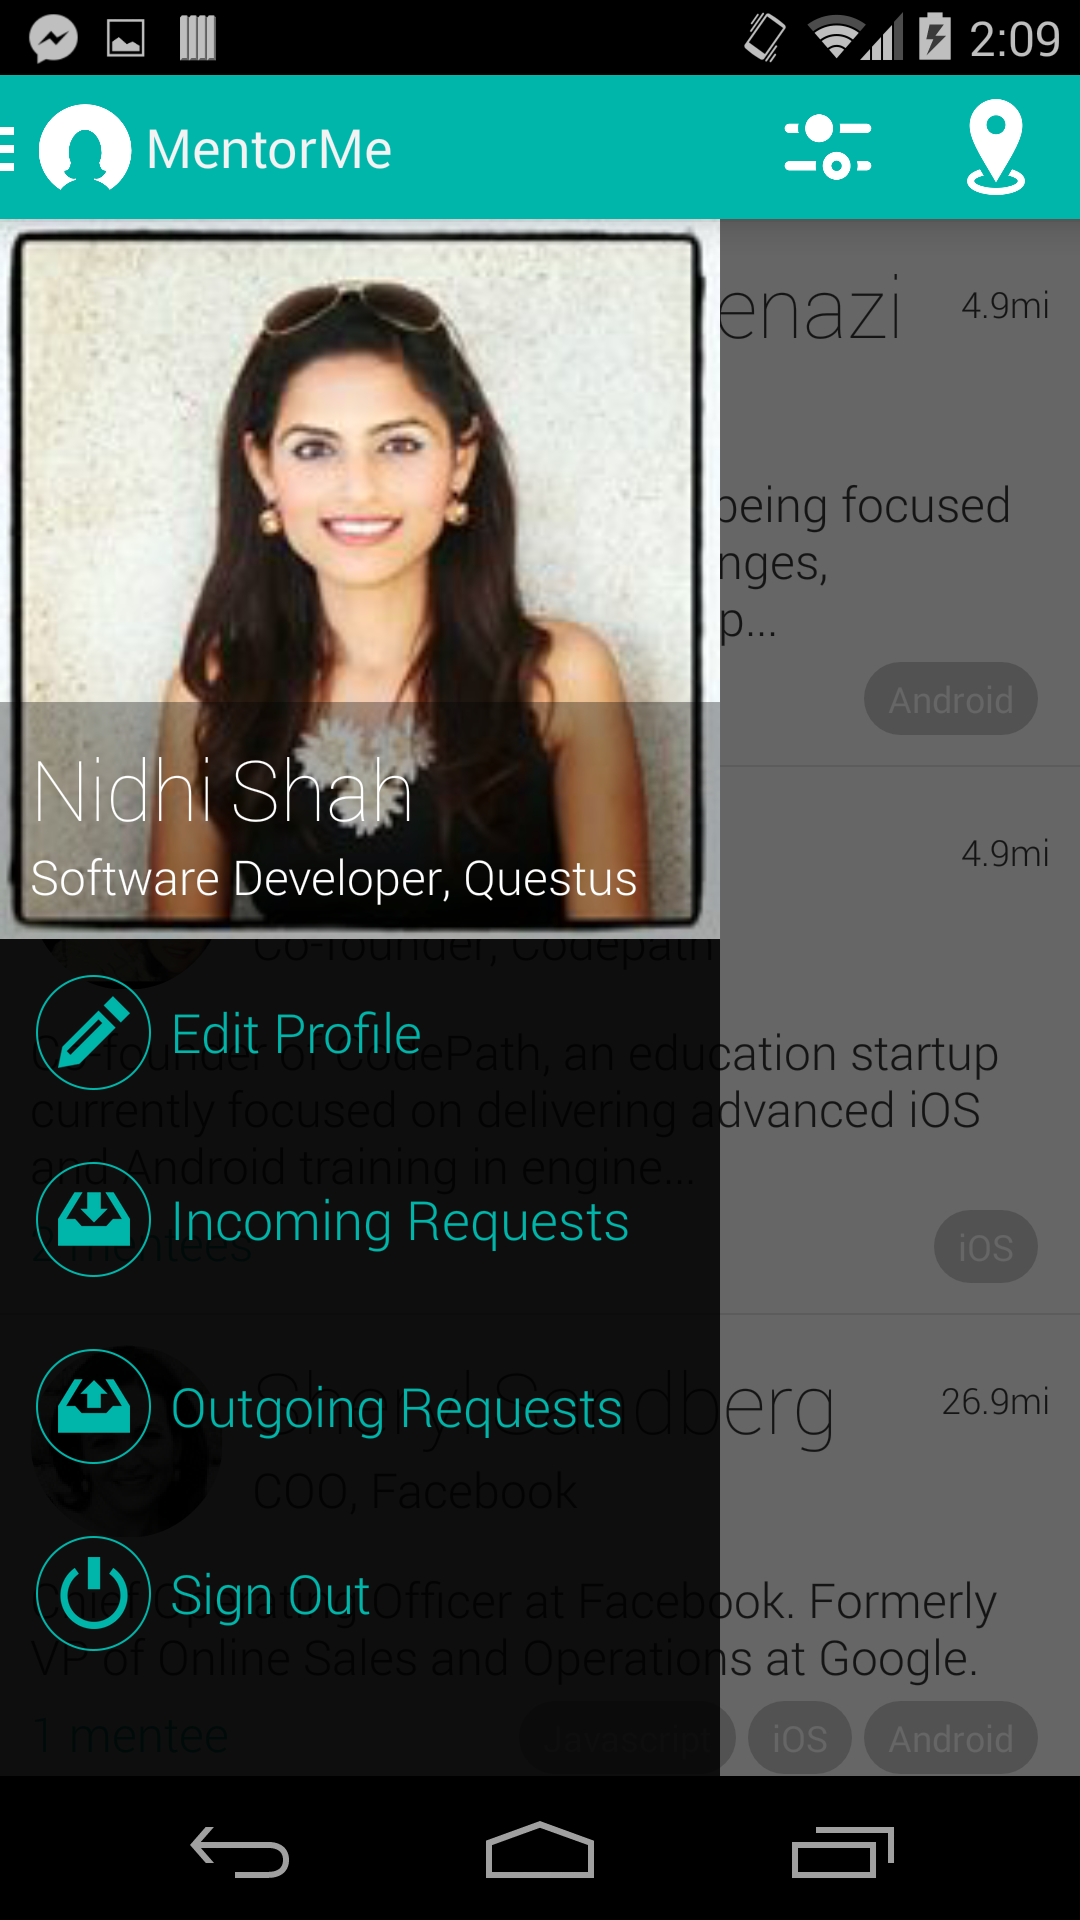 2:09
MentorMe
enazi
4.9mi
being focused
nges,
p...
Android
Nidhi Shah
Software Developer, Questus
4.9mi
Co-founder, Codepath
Edit Profile
Co-founder of CodePath, an education startup
currently focused on delivering advanced iOS
and Android training in engine...
Incoming Requests
2 mentees
iOS
Outgoing Requests
Sheryl Sandberg
26.9mi
COO, Facebook
Sign Out
Chief Operating Officer at Facebook. Formerly
VP of Online Sales and Operations at Google.
1 mentee
Javascript
iOS
Android